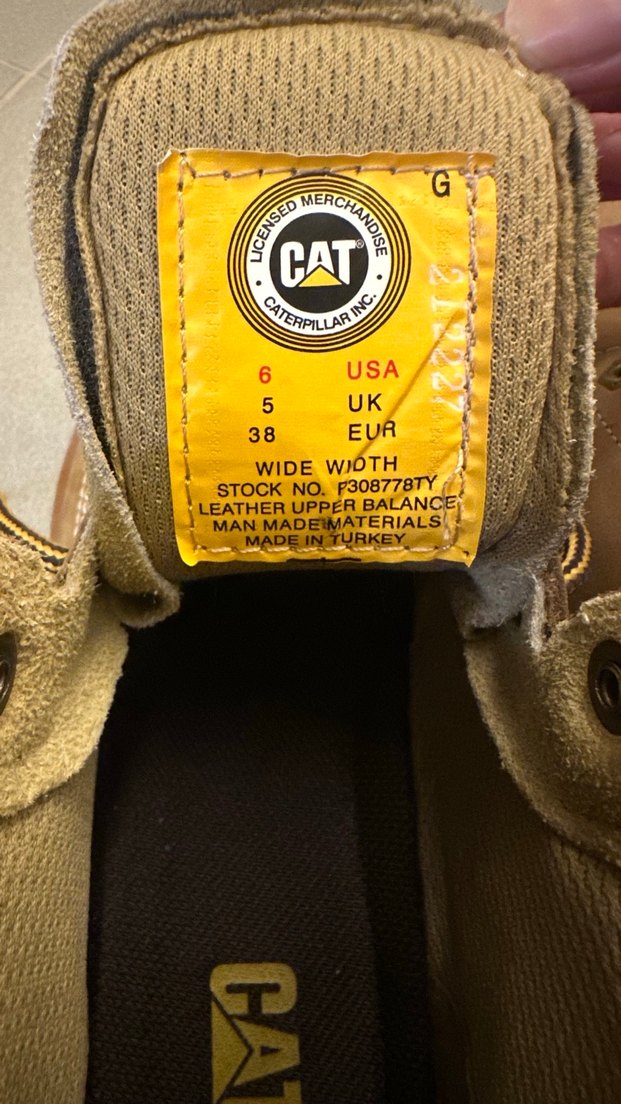 G
LICENSED MERCHANDISE
CAT®
CATERPILLAR INC.
6 USA
5 UK
38 EUR
WIDE WIDTH
STOCK NO. P308778TY
LEATHER UPPER BALANCE
MAN MADE MATERIALS
MADE IN TURKEY
CAT